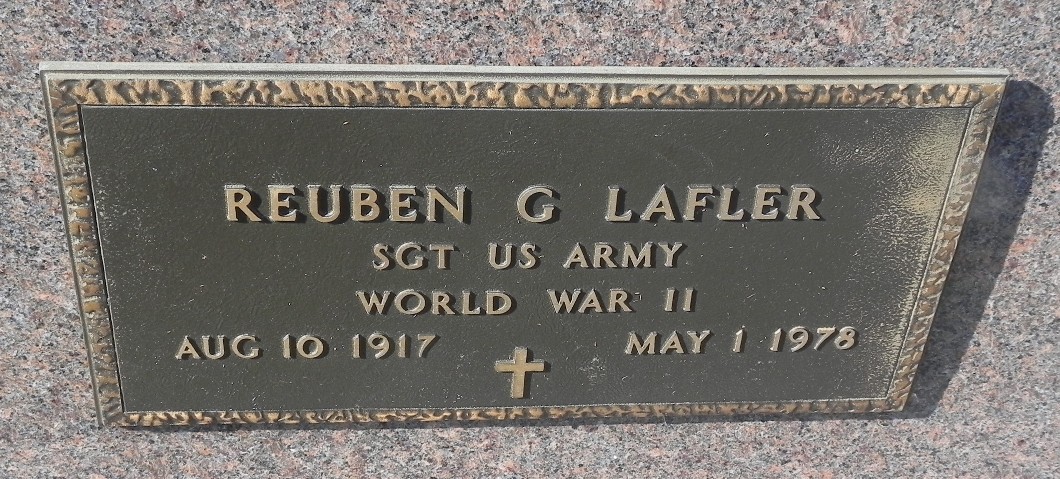 REUBEN G LAFLER
SGT US ARMY
WORLD WAR II
AUG 10 1917 MAY 1 1978